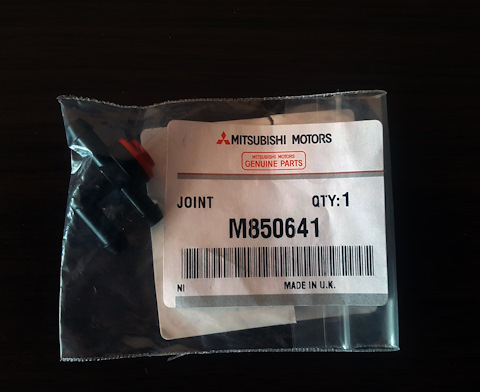 MITSUBISHI MOTORS
MITSUBISHI MOTORS
GENUINE PARTS
JOINT QTY:1
M850641
NI MADE IN U.K.